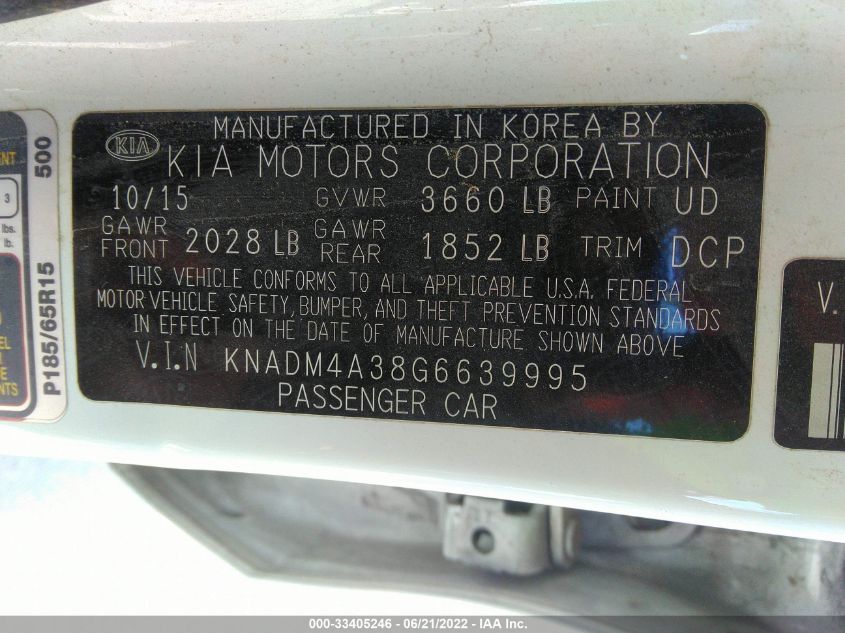 MANUFACTURED IN KOREA BY
KIA KIA MOTORS CORPORATION
10/15 GVWR 3660 LB PAINT UD
GAWR FRONT 2028 LB GAWR REAR 1852 LB TRIM DCP
THIS VEHICLE CONFORMS TO ALL APPLICABLE U.S.A. FEDERAL
MOTOR VEHICLE SAFETY, BUMPER, AND THEFT PREVENTION STANDARDS
IN EFFECT ON THE DATE OF MANUFACTURE SHOWN ABOVE
V.I.N KNADM4A38G6639995
PASSENGER CAR
P185/65R15 500
3
lbs.
lb.
V.
000-33405246 - 06/21/2022 - IAA Inc.